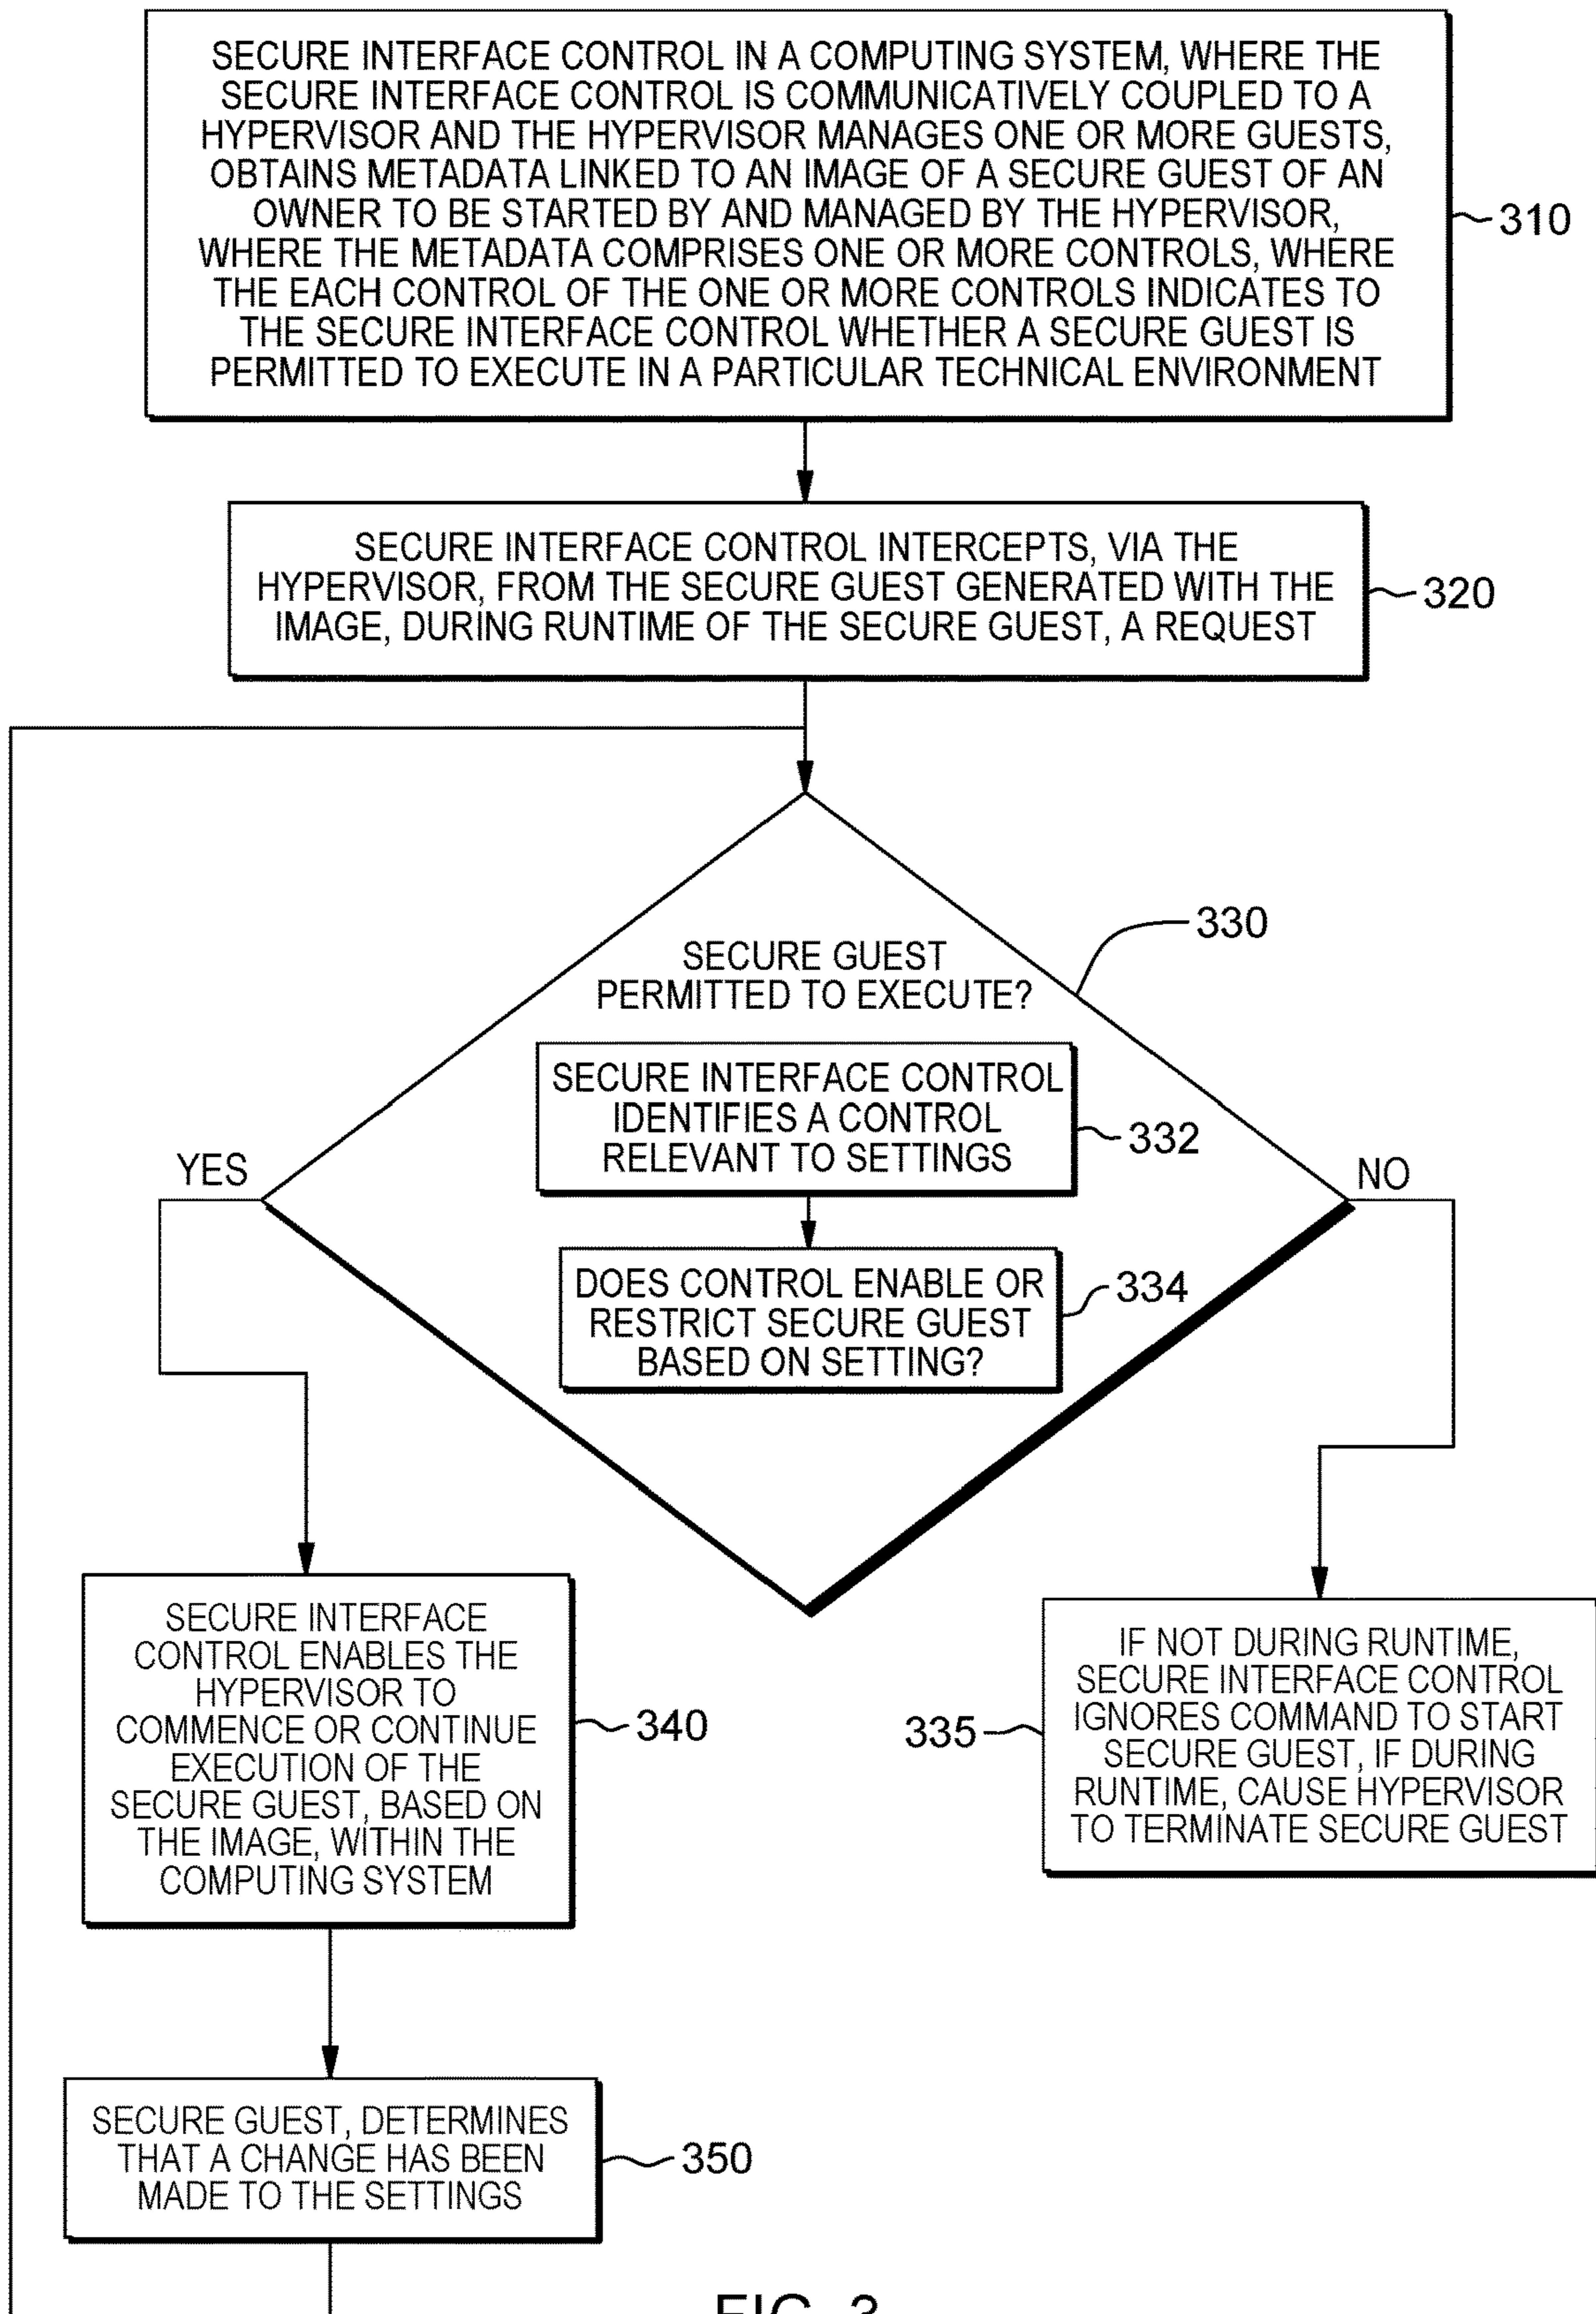 SECURE INTERFACE CONTROL IN A COMPUTING SYSTEM, WHERE THE
SECURE INTERFACE CONTROL IS COMMUNICATIVELY COUPLED TO A
HYPERVISOR AND THE HYPERVISOR MANAGES ONE OR MORE GUESTS,
OBTAINS METADATA LINKED TO AN IMAGE OF A SECURE GUEST OF AN
OWNER TO BE STARTED BY AND MANAGED BY THE HYPERVISOR,
WHERE THE METADATA COMPRISES ONE OR MORE CONTROLS, WHERE
THE EACH CONTROL OF THE ONE OR MORE CONTROLS INDICATES TO
THE SECURE INTERFACE CONTROL WHETHER A SECURE GUEST IS
PERMITTED TO EXECUTE IN A PARTICULAR TECHNICAL ENVIRONMENT
310
SECURE INTERFACE CONTROL INTERCEPTS, VIA THE
HYPERVISOR, FROM THE SECURE GUEST GENERATED WITH THE
IMAGE, DURING RUNTIME OF THE SECURE GUEST, A REQUEST
320
330
SECURE GUEST
PERMITTED TO EXECUTE?
SECURE INTERFACE CONTROL
IDENTIFIES A CONTROL
RELEVANT TO SETTINGS
332
YES
NO
DOES CONTROL ENABLE OR
RESTRICT SECURE GUEST
BASED ON SETTING?
334
SECURE INTERFACE
CONTROL ENABLES THE
HYPERVISOR TO
COMMENCE OR CONTINUE
EXECUTION OF THE
SECURE GUEST, BASED ON
THE IMAGE, WITHIN THE
COMPUTING SYSTEM
340
335
IF NOT DURING RUNTIME,
SECURE INTERFACE CONTROL
IGNORES COMMAND TO START
SECURE GUEST, IF DURING
RUNTIME, CAUSE HYPERVISOR
TO TERMINATE SECURE GUEST
SECURE GUEST, DETERMINES
THAT A CHANGE HAS BEEN
MADE TO THE SETTINGS
350
FIG. 3